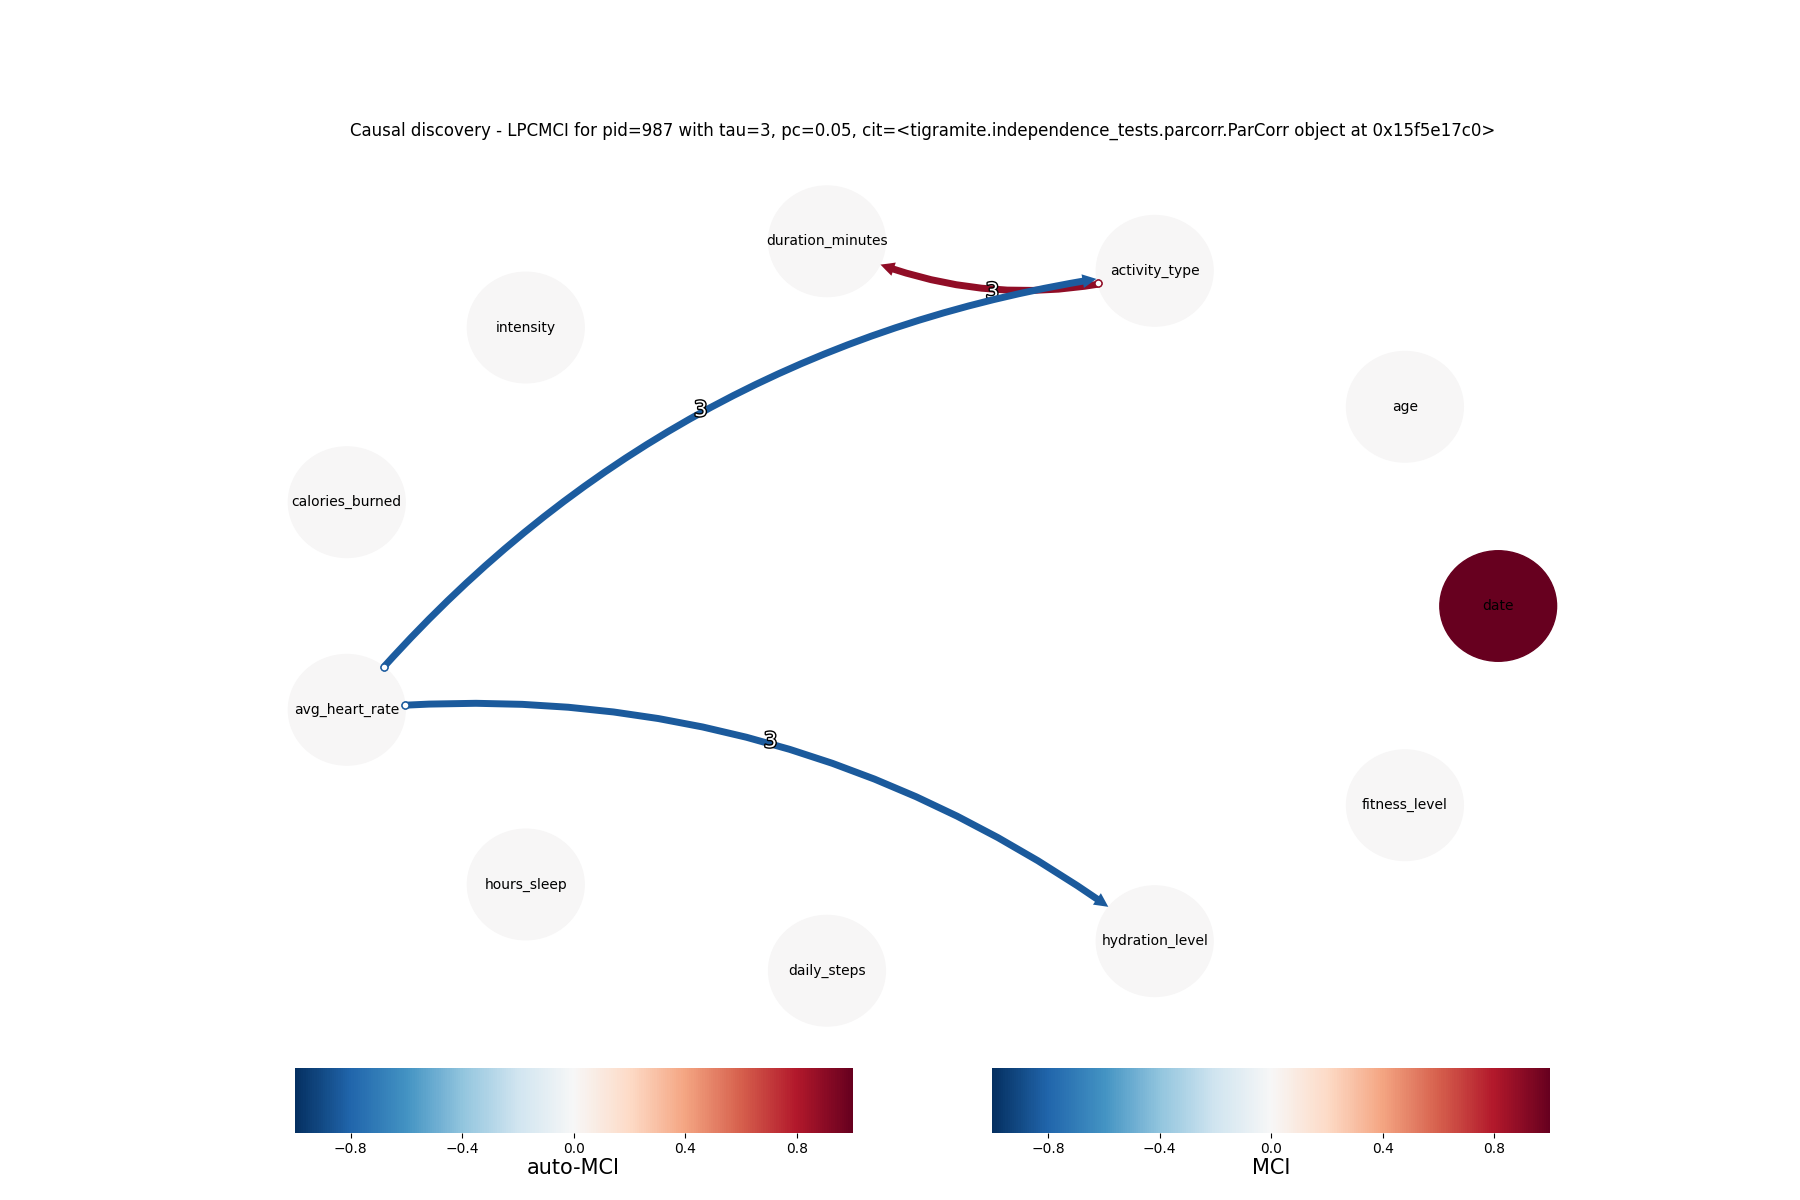 Causal discovery - LPCMCI for pid=987 with tau=3, pc=0.05, cit=<tigramite.independence_tests.parcorr.ParCorr object at 0x15f5e17c0>
duration_minutes
activity_type
3
intensity
3
age
calories_burned
date
avg_heart_rate
3
fitness_level
hours_sleep
hydration_level
daily_steps
−0.8 −0.4 0.0 0.4 0.8
auto-MCI
−0.8 −0.4 0.0 0.4 0.8
MCI